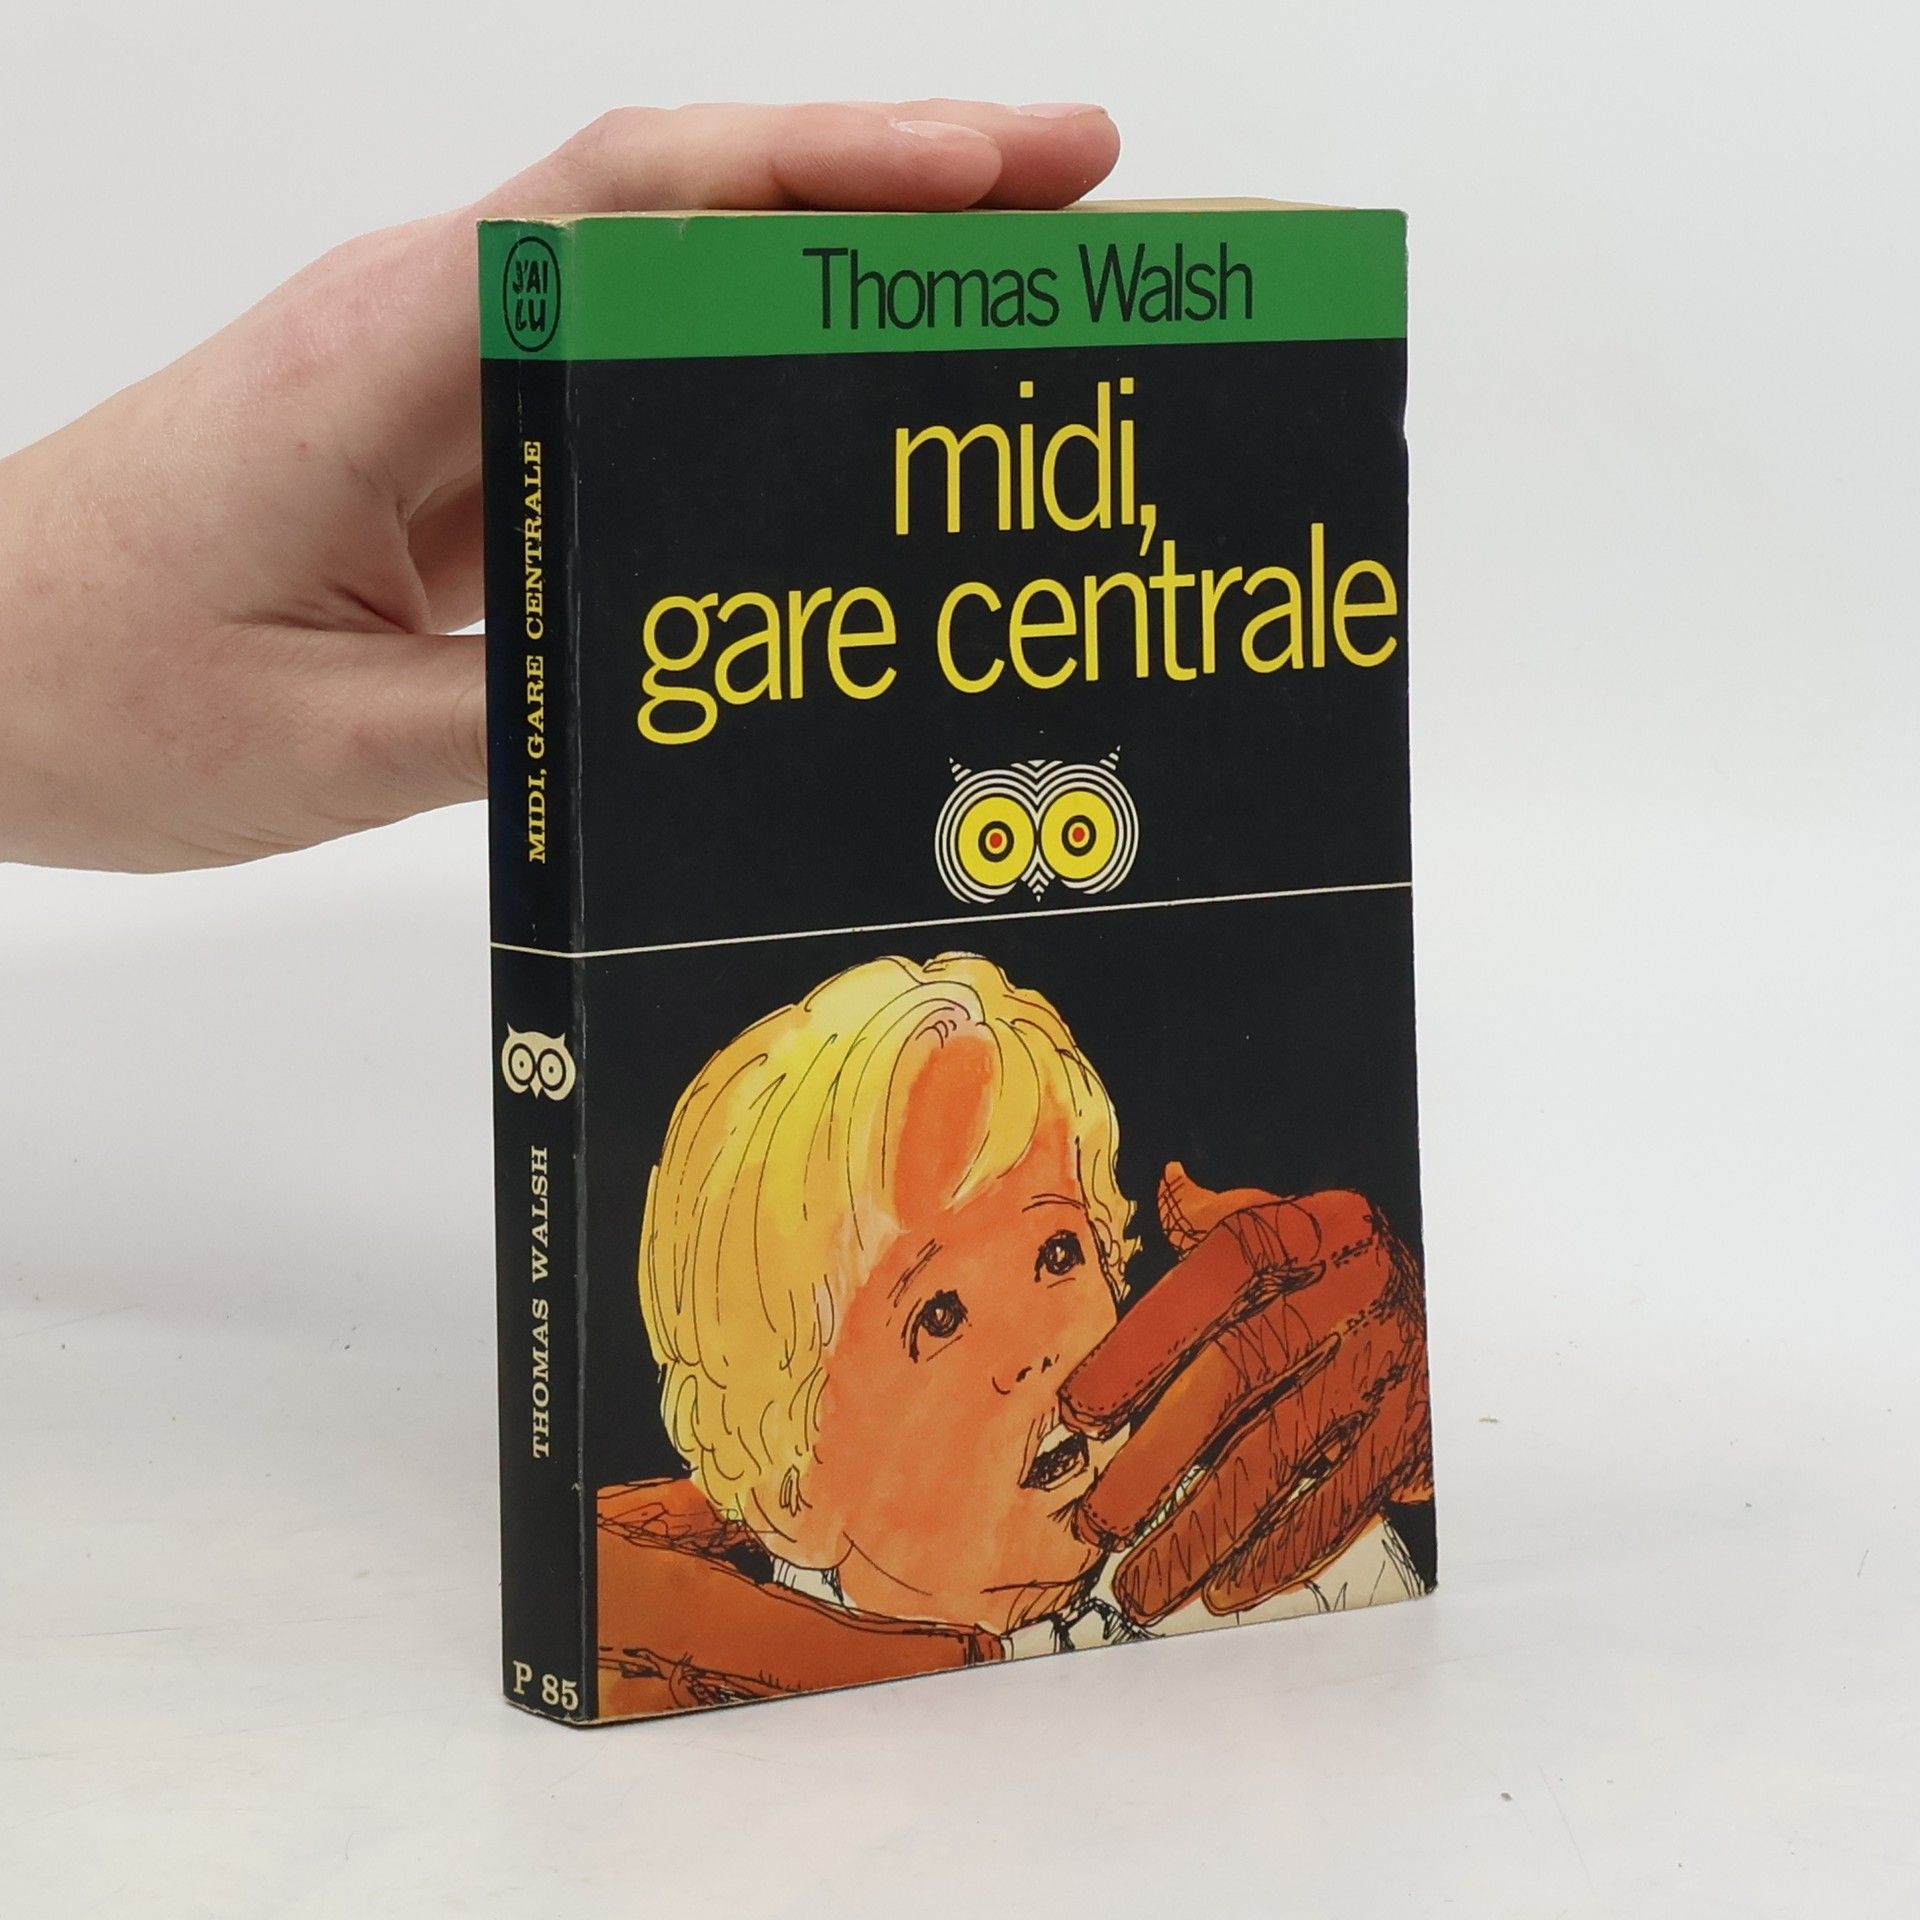 Thomas Walsh
midi,
gare centrale
J'AI
LU
MIDI, GARE CENTRALE
THOMAS WALSH
P 85